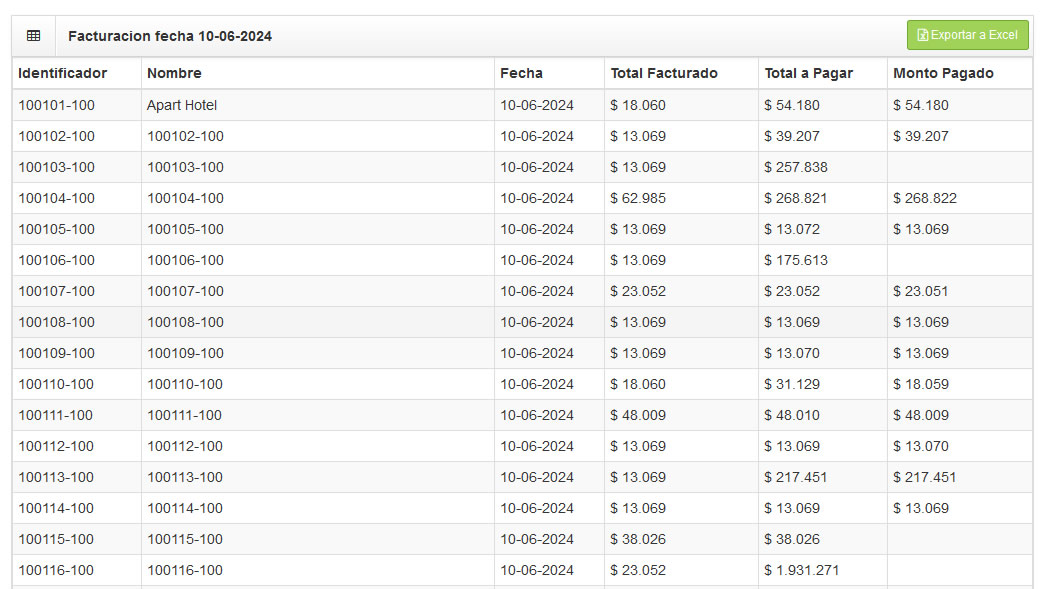 Facturacion fecha 10-06-2024 Exportar a Excel
Identificador Nombre Fecha Total Facturado Total a Pagar Monto Pagado
100101-100 Apart Hotel 10-06-2024 $ 18.060 $ 54.180 $ 54.180
100102-100 100102-100 10-06-2024 $ 13.069 $ 39.207 $ 39.207
100103-100 100103-100 10-06-2024 $ 13.069 $ 257.838
100104-100 100104-100 10-06-2024 $ 62.985 $ 268.821 $ 268.822
100105-100 100105-100 10-06-2024 $ 13.069 $ 13.072 $ 13.069
100106-100 100106-100 10-06-2024 $ 13.069 $ 175.613
100107-100 100107-100 10-06-2024 $ 23.052 $ 23.052 $ 23.051
100108-100 100108-100 10-06-2024 $ 13.069 $ 13.069 $ 13.069
100109-100 100109-100 10-06-2024 $ 13.069 $ 13.070 $ 13.069
100110-100 100110-100 10-06-2024 $ 18.060 $ 31.129 $ 18.059
100111-100 100111-100 10-06-2024 $ 48.009 $ 48.010 $ 48.009
100112-100 100112-100 10-06-2024 $ 13.069 $ 13.069 $ 13.070
100113-100 100113-100 10-06-2024 $ 13.069 $ 217.451 $ 217.451
100114-100 100114-100 10-06-2024 $ 13.069 $ 13.069 $ 13.069
100115-100 100115-100 10-06-2024 $ 38.026 $ 38.026
100116-100 100116-100 10-06-2024 $ 23.052 $ 1.931.271